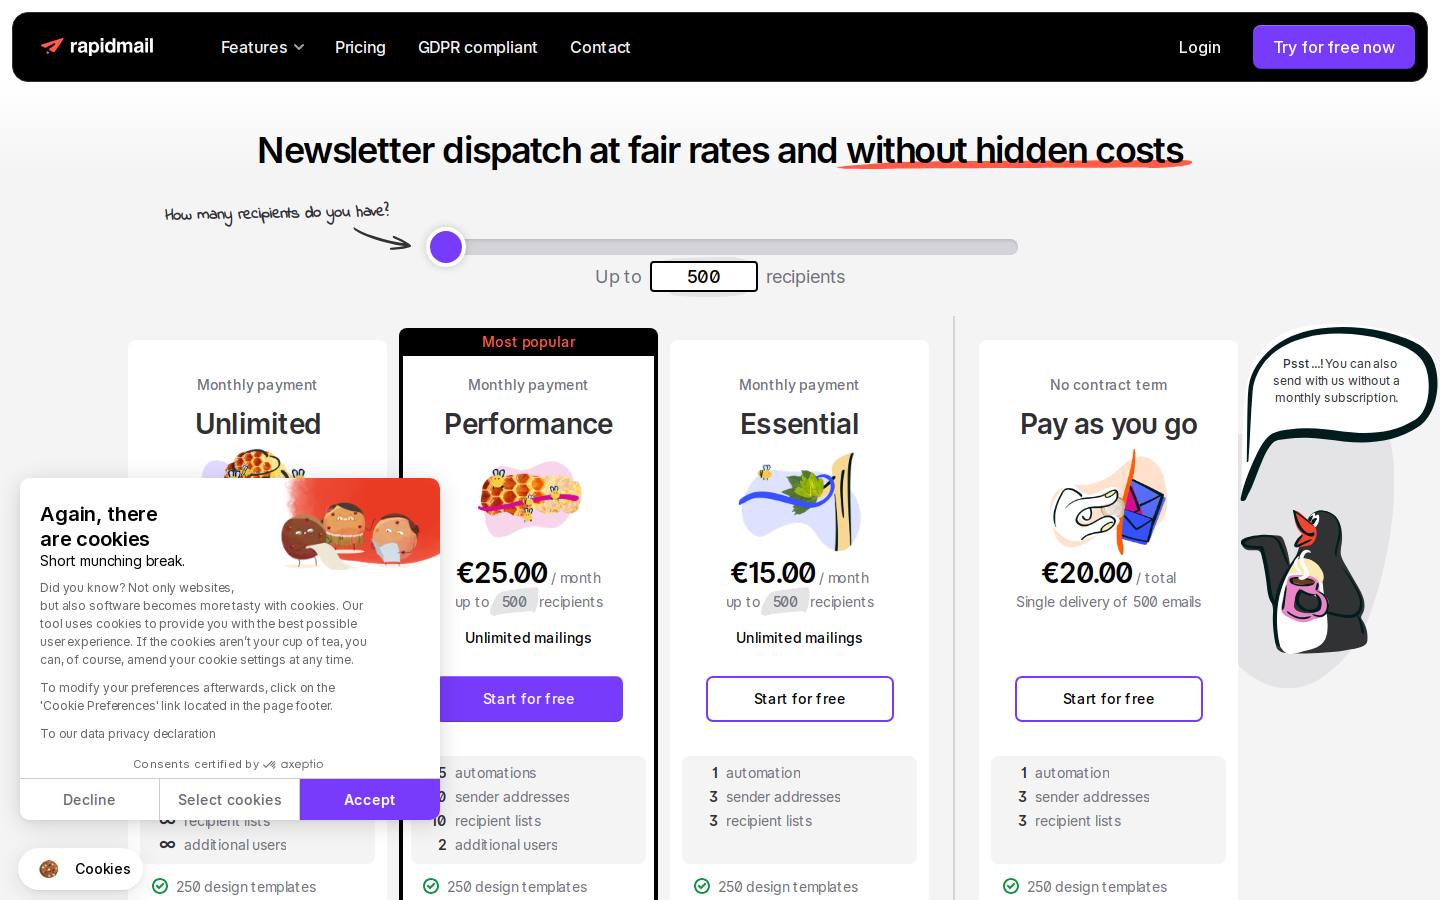 rapidmail
Features
Pricing
GDPR compliant
Contact
Login
Try for free now
Newsletter dispatch at fair rates and without hidden costs
How many recipients do you have?
Up to 500 recipients
Monthly payment
Unlimited
Most popular
Monthly payment
Performance
€25.00 / month
up to 500 recipients
Unlimited mailings
Start for free
automations
sender addresses
10 recipient lists
2 additional users
250 design templates
Monthly payment
Essential
€15.00 / month
up to 500 recipients
Unlimited mailings
Start for free
1 automation
3 sender addresses
3 recipient lists
250 design templates
No contract term
Pay as you go
€20.00 / total
Single delivery of 500 emails
Start for free
1 automation
3 sender addresses
3 recipient lists
250 design templates
Psst ...! You can also
send with us without a
monthly subscription.
Again, there
are cookies
Short munching break.
Did you know? Not only websites,
but also software becomes more tasty with cookies. Our
tool uses cookies to provide you with the best possible
user experience. If the cookies aren’t your cup of tea, you
can, of course, amend your cookie settings at any time.
To modify your preferences afterwards, click on the
'Cookie Preferences' link located in the page footer.
To our data privacy declaration
Consents certified by axeptio
Decline
Select cookies
Accept
∞ recipient lists
∞ additional users
250 design templates
Cookies